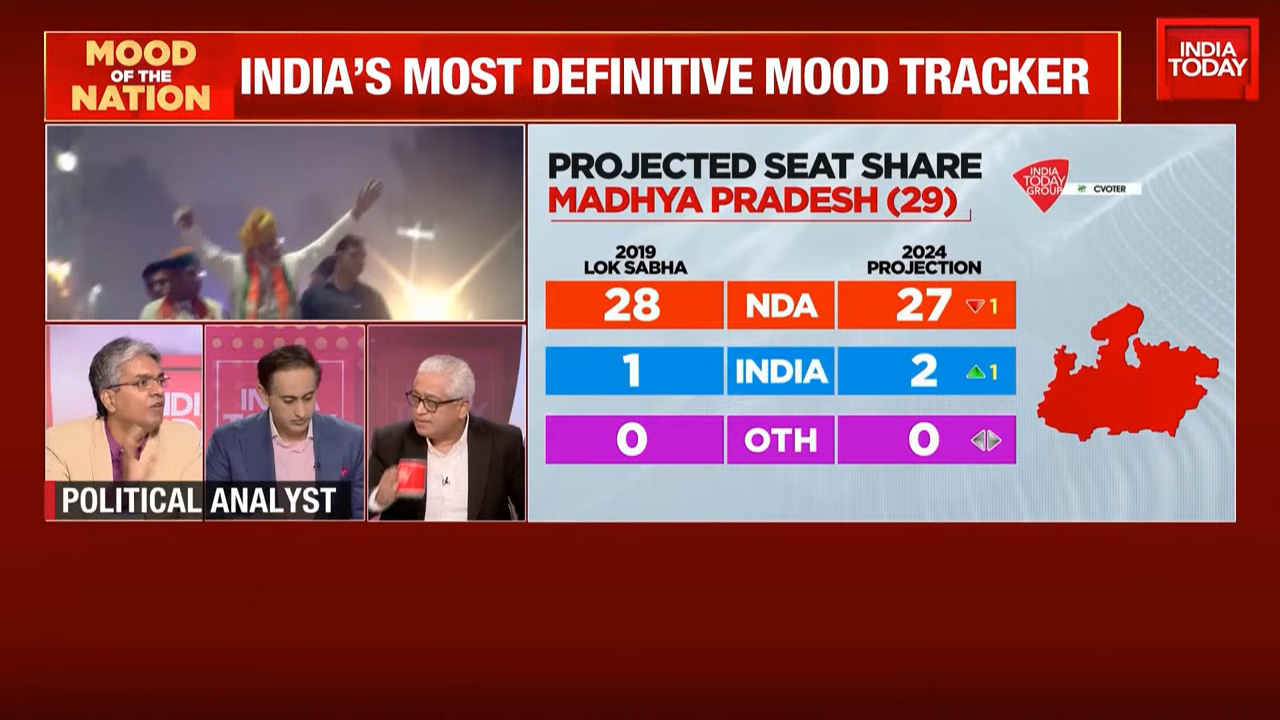 MOOD
OF THE
NATION
INDIA'S MOST DEFINITIVE MOOD TRACKER
INDIA
TODAY
PROJECTED SEAT SHARE
MADHYA PRADESH (29)
INDIA
TODAY
GROUP
CVOTER
2019
LOK SABHA
2024
PROJECTION
28 NDA 27 1
1 INDIA 2 1
0 OTH 0
POLITICAL ANALYST